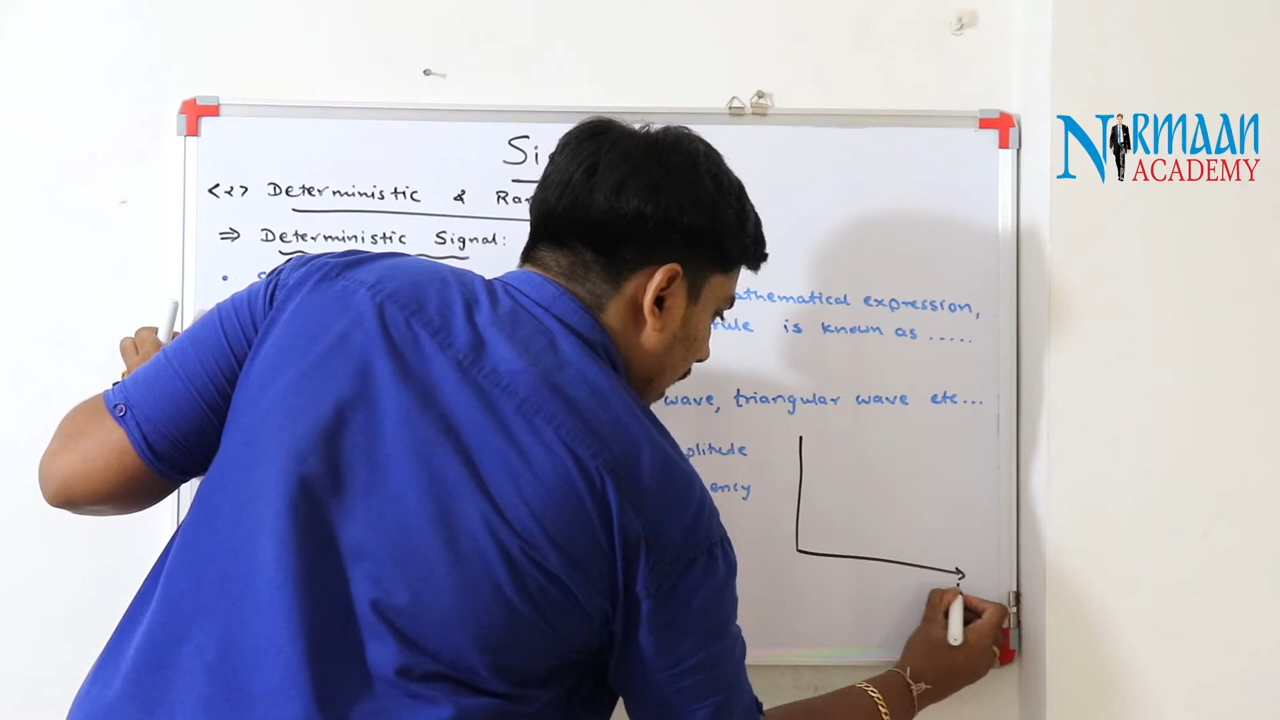 Si
<2> Deterministic & Ra
⇒ Deterministic Signal:
athematical expression,
rule is known as .....
wave, triangular wave etc...
plitude
ency
NIRMAAN
ACADEMY